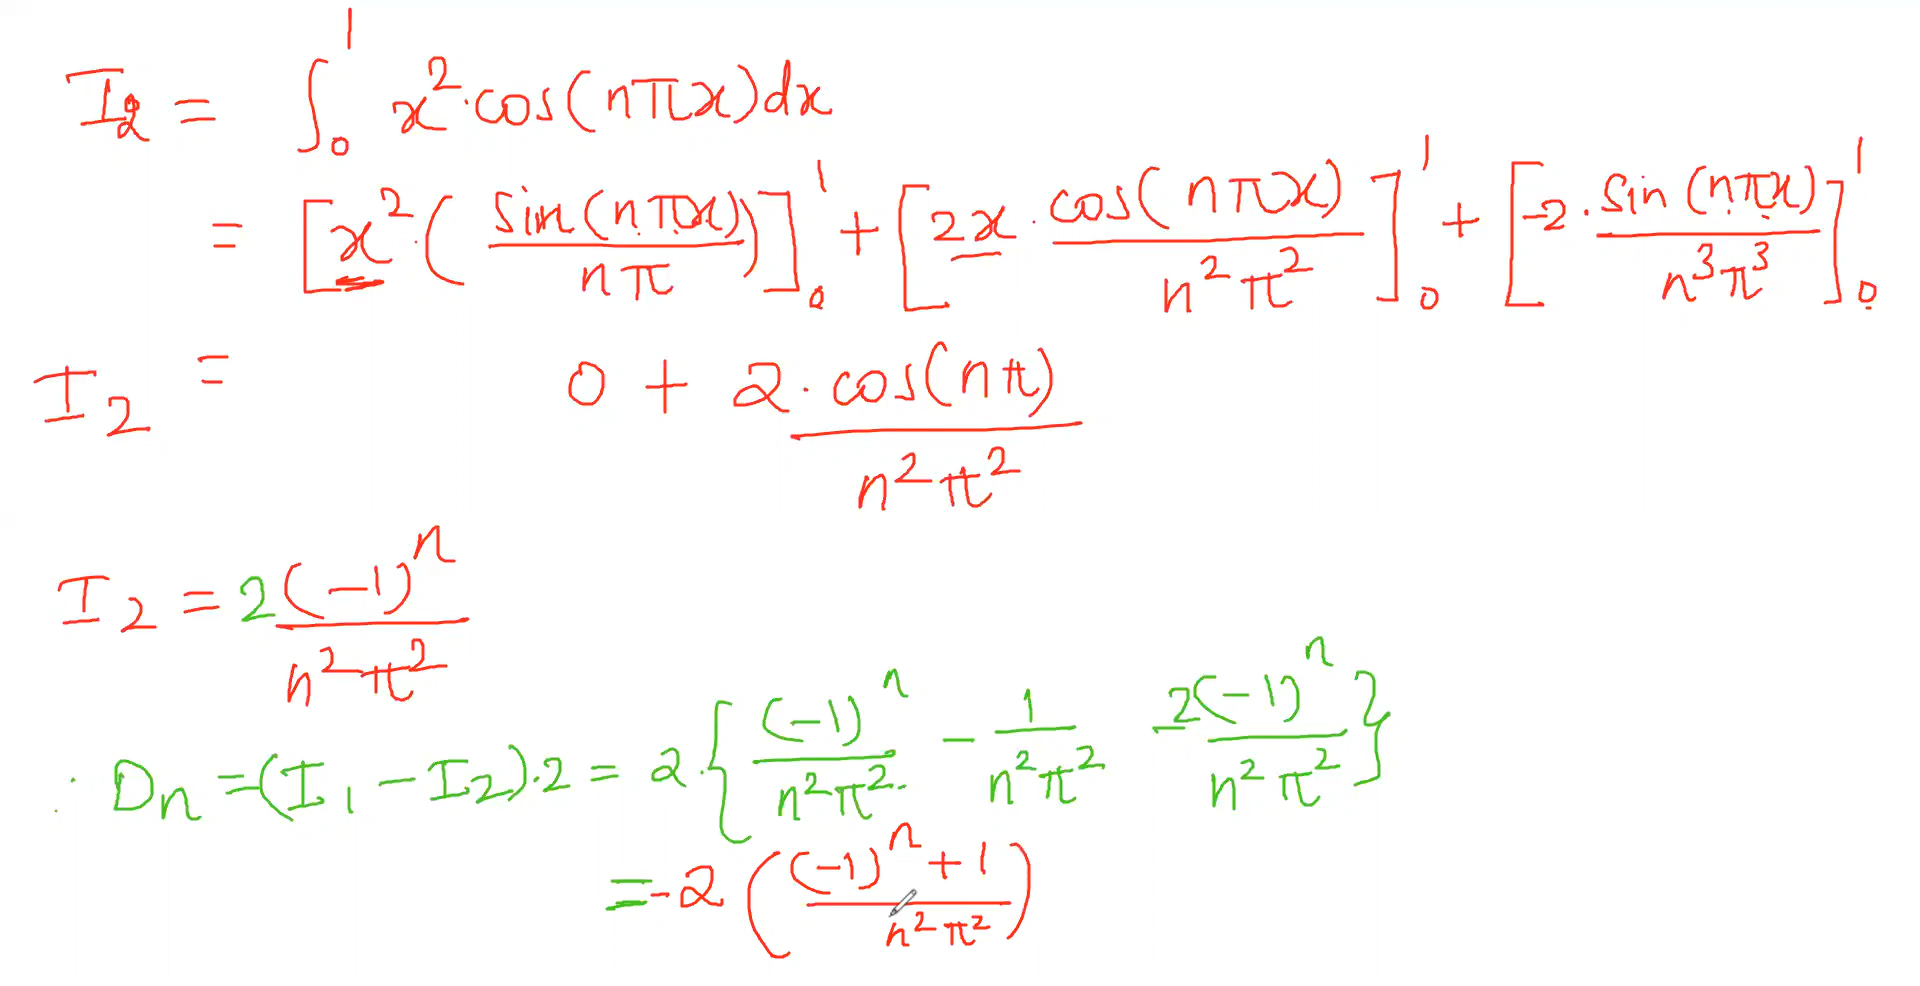 I₂ = ∫₀¹ x²·cos(nπx)dx
= [x²·(sin(nπx)/nπ)]₀¹ + [2x·cos(nπx)/n²π²]₀¹ + [-2·sin(nπx)/n³π³]₀¹
I₂ = 0 + 2·cos(nπ)/n²π²
I₂ = 2(-1)ⁿ/n²π²
∴ Dₙ = (I₁ - I₂)·2 = 2·{(-1)ⁿ/n²π² - 1/n²π² - 2(-1)ⁿ/n²π²}
= -2((-1)ⁿ + 1/n²π²)